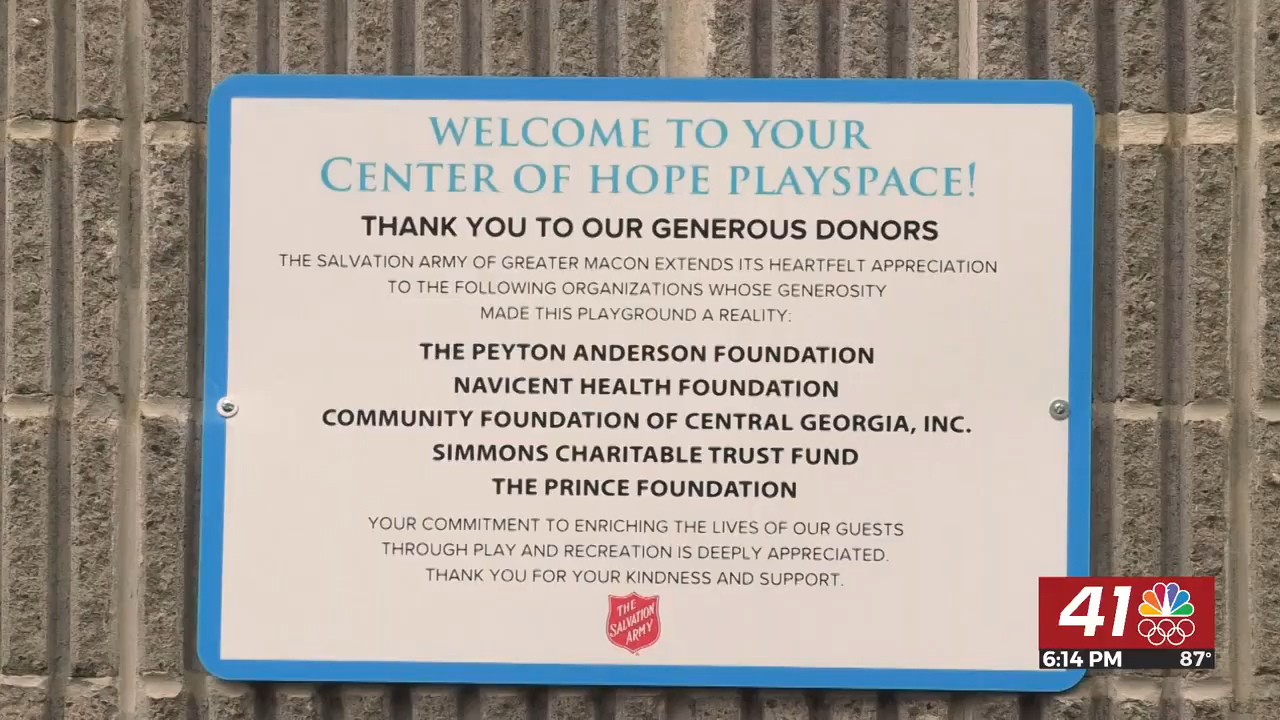 WELCOME TO YOUR
CENTER OF HOPE PLAYSPACE!
THANK YOU TO OUR GENEROUS DONORS
THE SALVATION ARMY OF GREATER MACON EXTENDS ITS HEARTFELT APPRECIATION
TO THE FOLLOWING ORGANIZATIONS WHOSE GENEROSITY
MADE THIS PLAYGROUND A REALITY:
THE PEYTON ANDERSON FOUNDATION
NAVICENT HEALTH FOUNDATION
COMMUNITY FOUNDATION OF CENTRAL GEORGIA, INC.
SIMMONS CHARITABLE TRUST FUND
THE PRINCE FOUNDATION
YOUR COMMITMENT TO ENRICHING THE LIVES OF OUR GUESTS
THROUGH PLAY AND RECREATION IS DEEPLY APPRECIATED.
THANK YOU FOR YOUR KINDNESS AND SUPPORT.
THE
SALVATION
ARMY
41
6:14 PM 87°